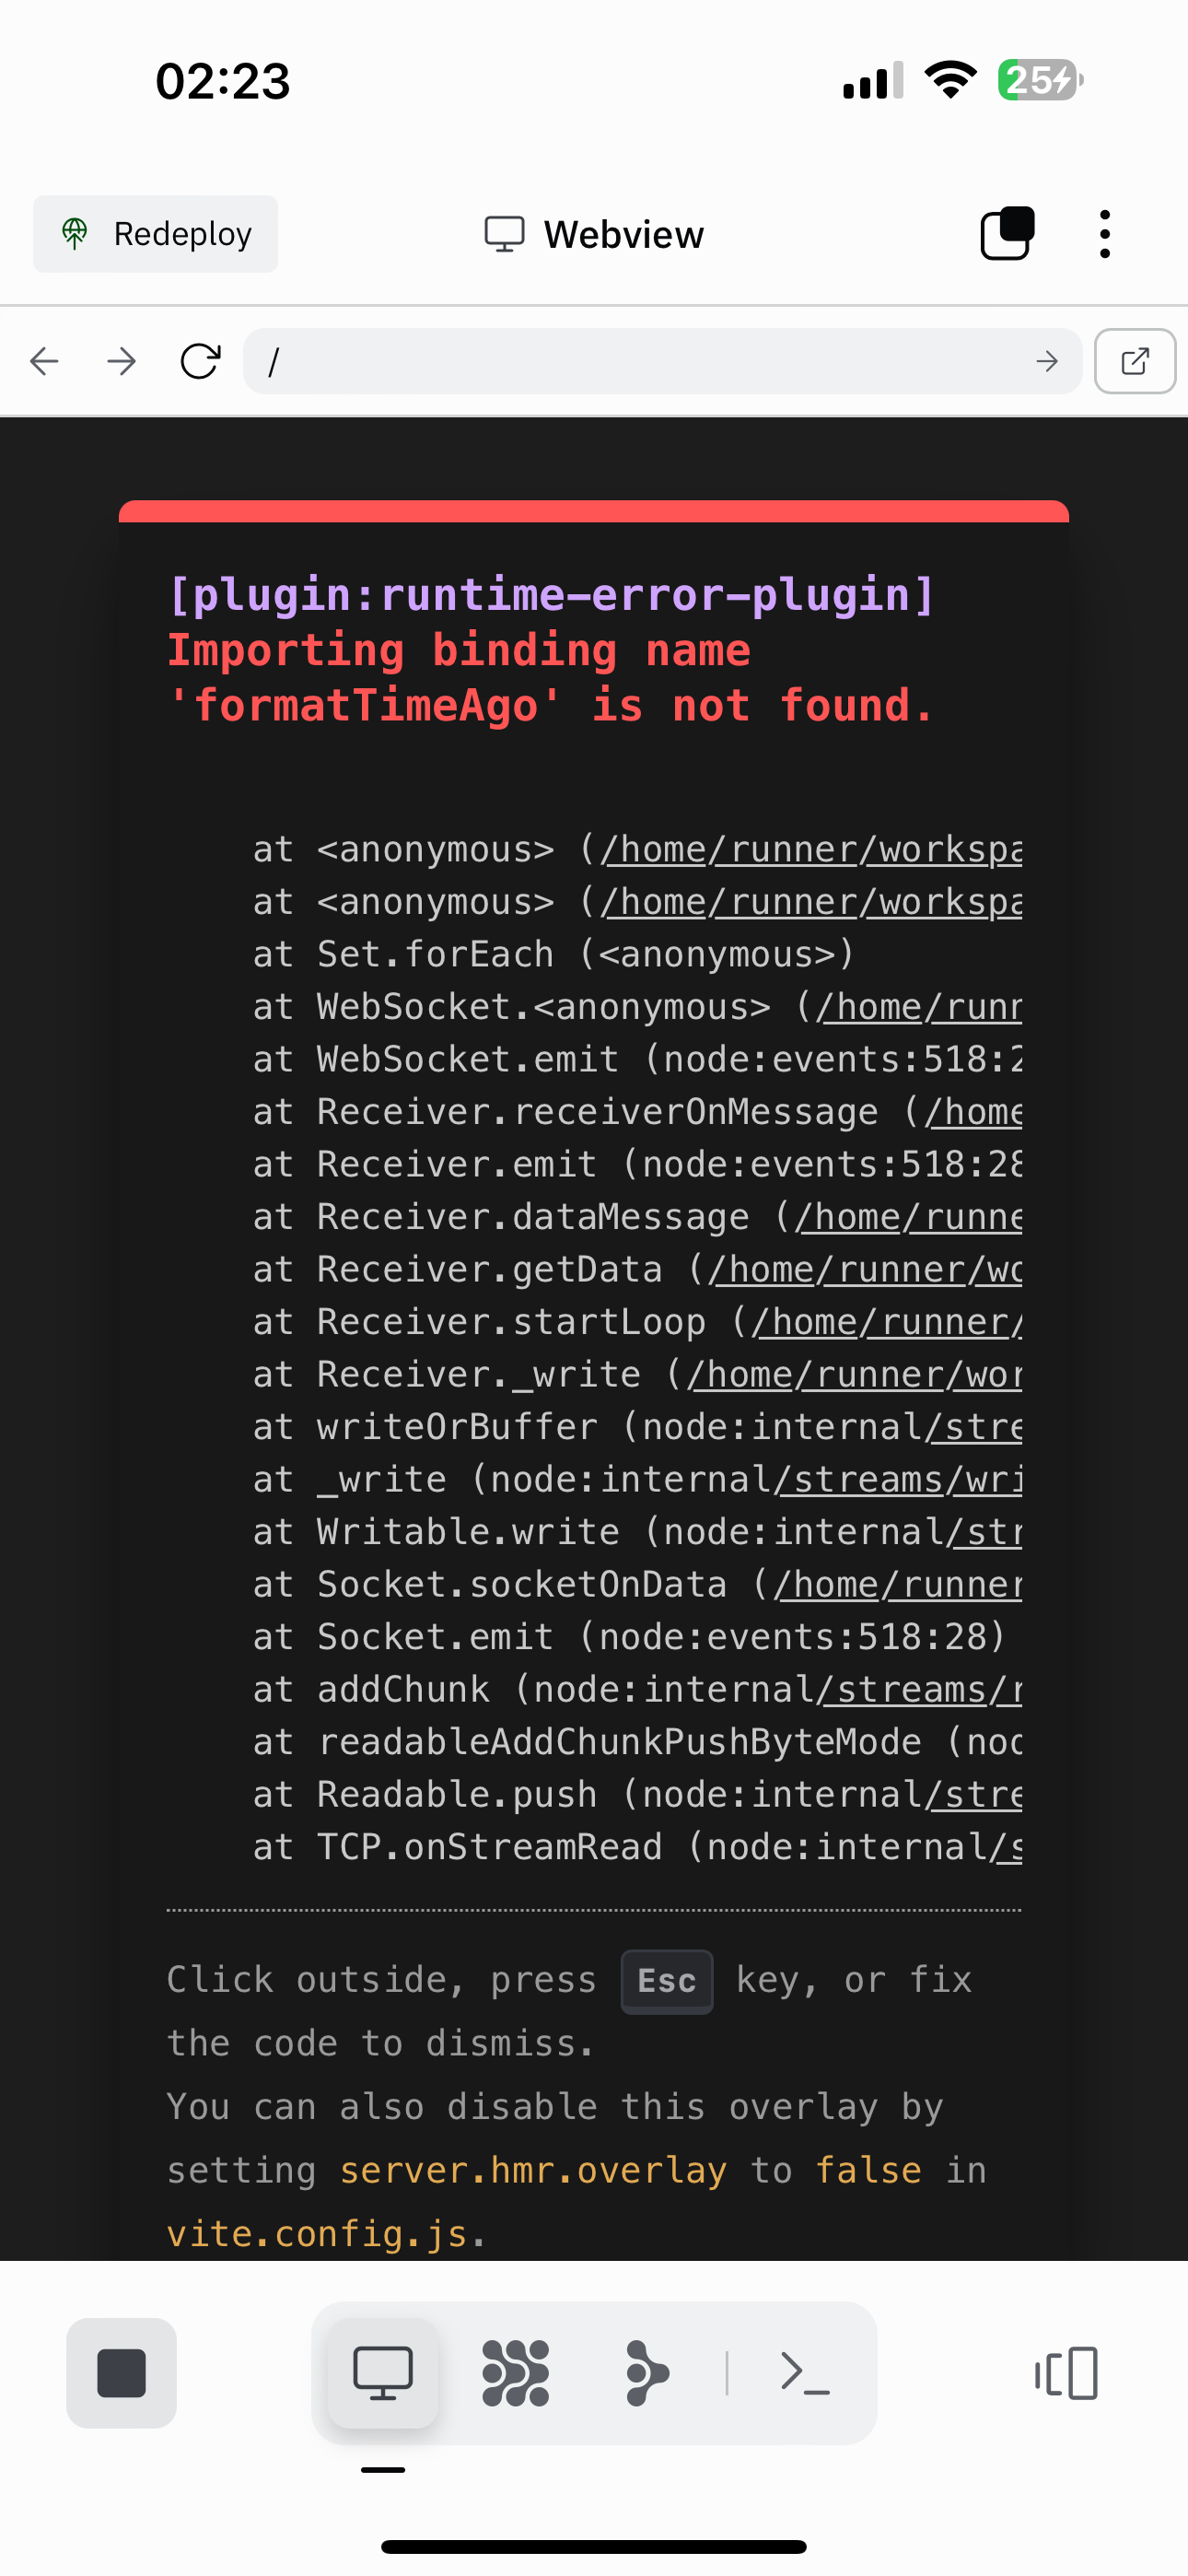 02:23
25
Redeploy
Webview
/
[plugin:runtime-error-plugin]
Importing binding name
'formatTimeAgo' is not found.
at <anonymous> (/home/runner/workspa
at <anonymous> (/home/runner/workspa
at Set.forEach (<anonymous>)
at WebSocket.<anonymous> (/home/runn
at WebSocket.emit (node:events:518:2
at Receiver.receiverOnMessage (/home
at Receiver.emit (node:events:518:28
at Receiver.dataMessage (/home/runne
at Receiver.getData (/home/runner/wo
at Receiver.startLoop (/home/runner/
at Receiver._write (/home/runner/wor
at writeOrBuffer (node:internal/stre
at _write (node:internal/streams/wri
at Writable.write (node:internal/str
at Socket.socketOnData (/home/runner
at Socket.emit (node:events:518:28)
at addChunk (node:internal/streams/r
at readableAddChunkPushByteMode (nod
at Readable.push (node:internal/stre
at TCP.onStreamRead (node:internal/s
Click outside, press Esc key, or fix
the code to dismiss.
You can also disable this overlay by
setting server.hmr.overlay to false in
vite.config.js.